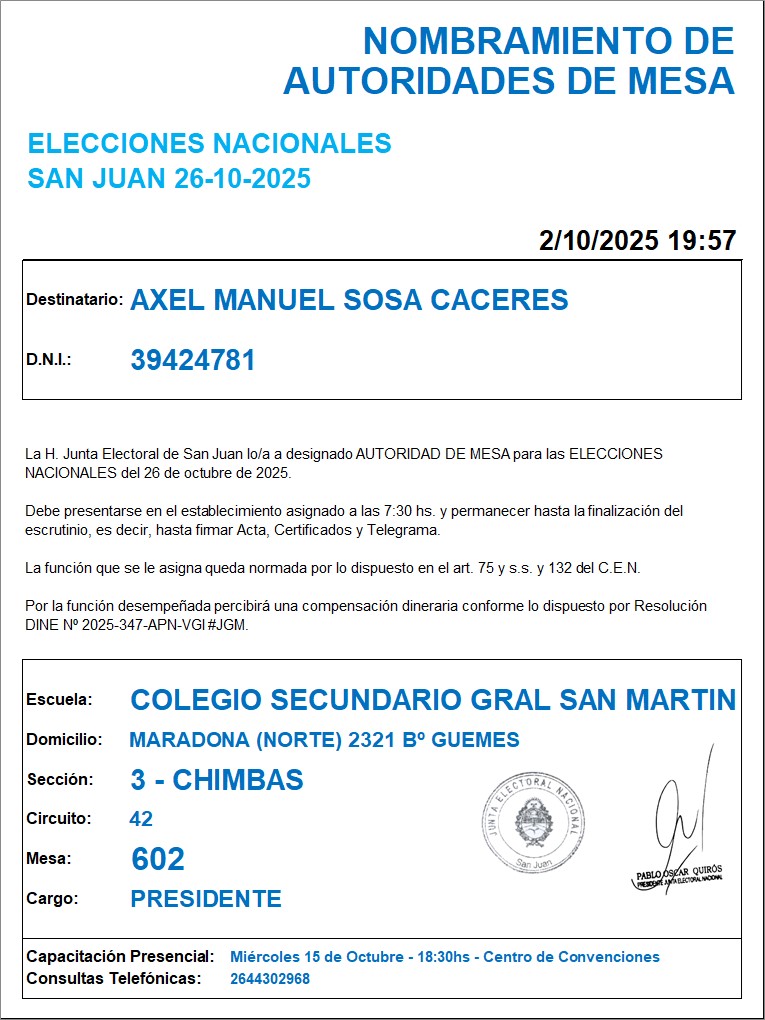 NOMBRAMIENTO DE
AUTORIDADES DE MESA
ELECCIONES NACIONALES
SAN JUAN 26-10-2025
2/10/2025 19:57
Destinatario: AXEL MANUEL SOSA CACERES
D.N.I.: 39424781
La H. Junta Electoral de San Juan lo/a a designado AUTORIDAD DE MESA para las ELECCIONES
NACIONALES del 26 de octubre de 2025.
Debe presentarse en el establecimiento asignado a las 7:30 hs. y permanecer hasta la finalización del
escrutinio, es decir, hasta firmar Acta, Certificados y Telegrama.
La función que se le asigna queda normada por lo dispuesto en el art. 75 y s.s. y 132 del C.E.N.
Por la función desempeñada percibirá una compensación dineraria conforme lo dispuesto por Resolución
DINE Nº 2025-347-APN-VGI#JGM.
Escuela: COLEGIO SECUNDARIO GRAL SAN MARTIN
Domicilio: MARADONA (NORTE) 2321 Bº GUEMES
Sección: 3 - CHIMBAS
Circuito: 42
Mesa: 602
Cargo: PRESIDENTE
JUNTA ELECTORAL NACIONAL
San Juan
PABLO OSCAR QUIRÓS
PRESIDENTE JUNTA ELECTORAL NACIONAL
Capacitación Presencial: Miércoles 15 de Octubre - 18:30hs - Centro de Convenciones
Consultas Telefónicas: 2644302968